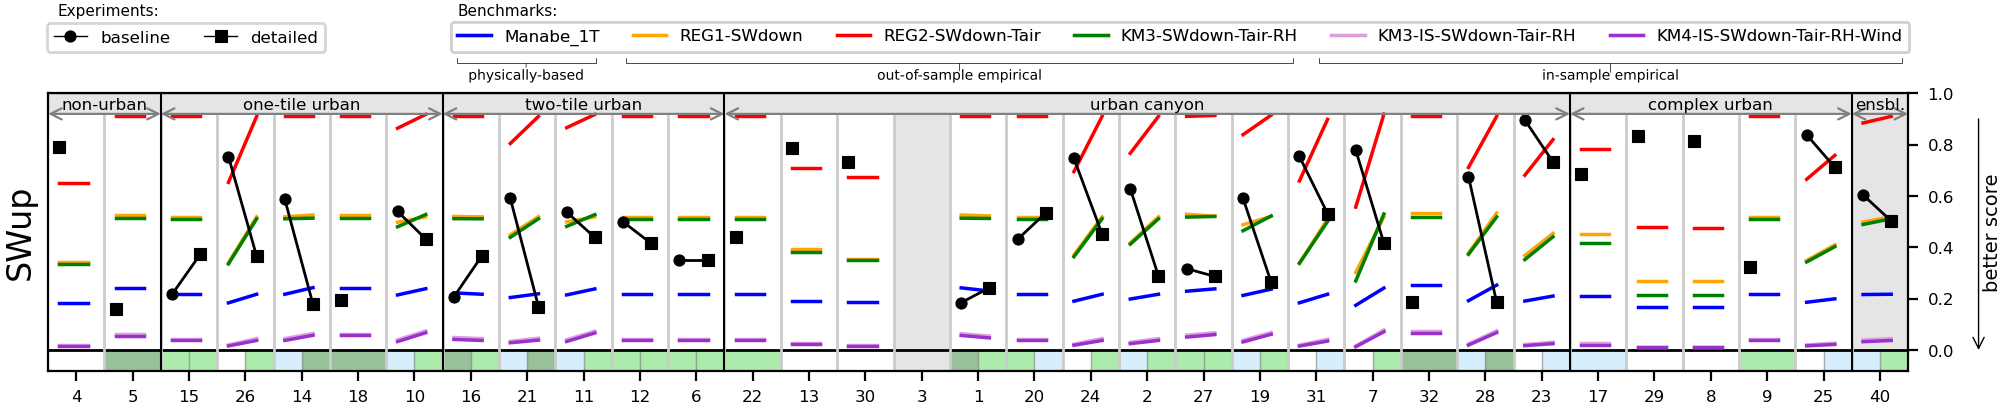 Experiments:
Benchmarks:
baseline detailed
Manabe_1T REG1-SWdown REG2-SWdown-Tair KM3-SWdown-Tair-RH KM3-IS-SWdown-Tair-RH KM4-IS-SWdown-Tair-RH-Wind
physically-based out-of-sample empirical in-sample empirical
non-urban one-tile urban two-tile urban urban canyon complex urban ensbl.
1.0
0.8
0.6
0.4
0.2
0.0
SWup
better score
4 5 15 26 14 18 10 16 21 11 12 6 22 13 30 3 1 20 24 2 27 19 31 7 32 28 23 17 29 8 9 25 40